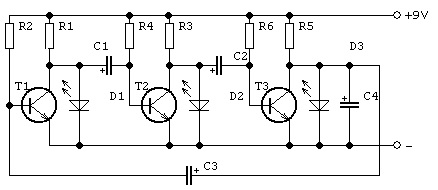 +9V
R2 R1 R4 R3 R6 R5
C1 C2 D3
T1 D1 T2 D2 T3 C4
-
C3